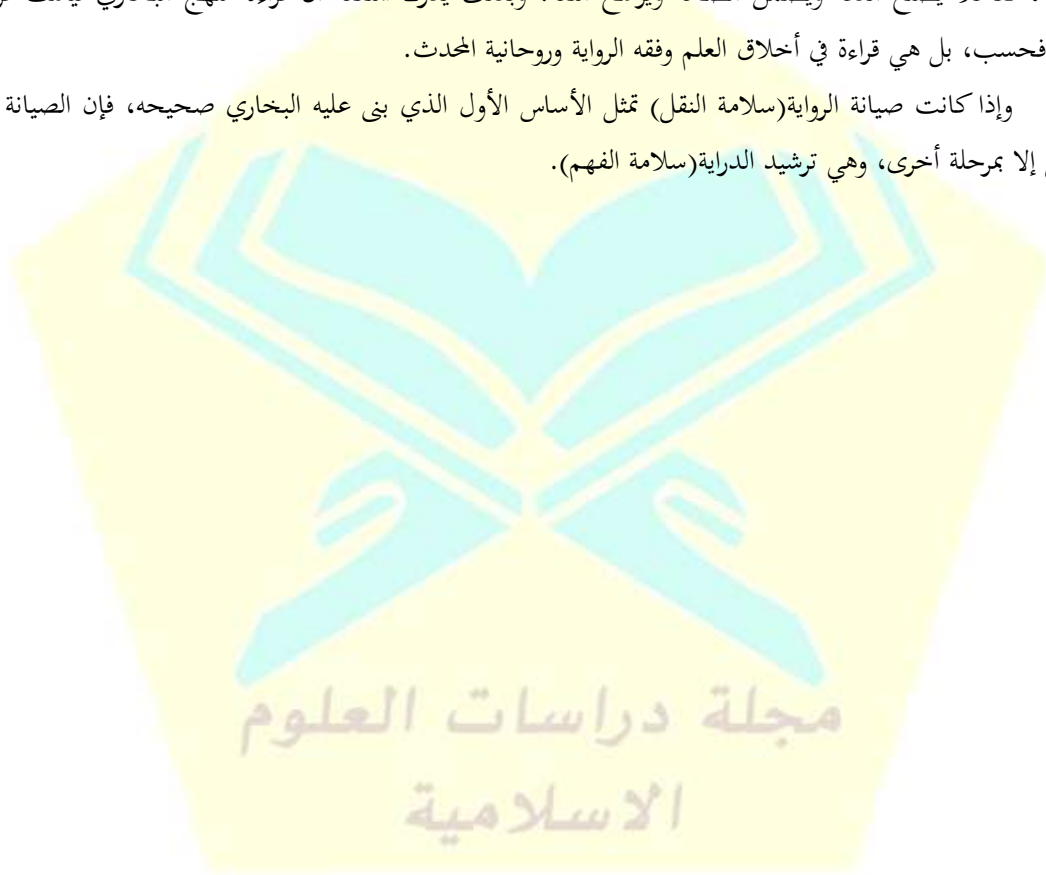 فحسب، بل هي قراءة في أخلاق العلم وفقه الرواية وروحانية المحدث.
وإذا كانت صيانة الرواية(سلامة النقل) تمثل الأساس الأول الذي بنى عليه البخاري صحيحه، فإن الصيانة
إلا بمرحلة أخرى، وهي ترشيد الدراية(سلامة الفهم).
مجلة دراسات العلوم
الاسلامية